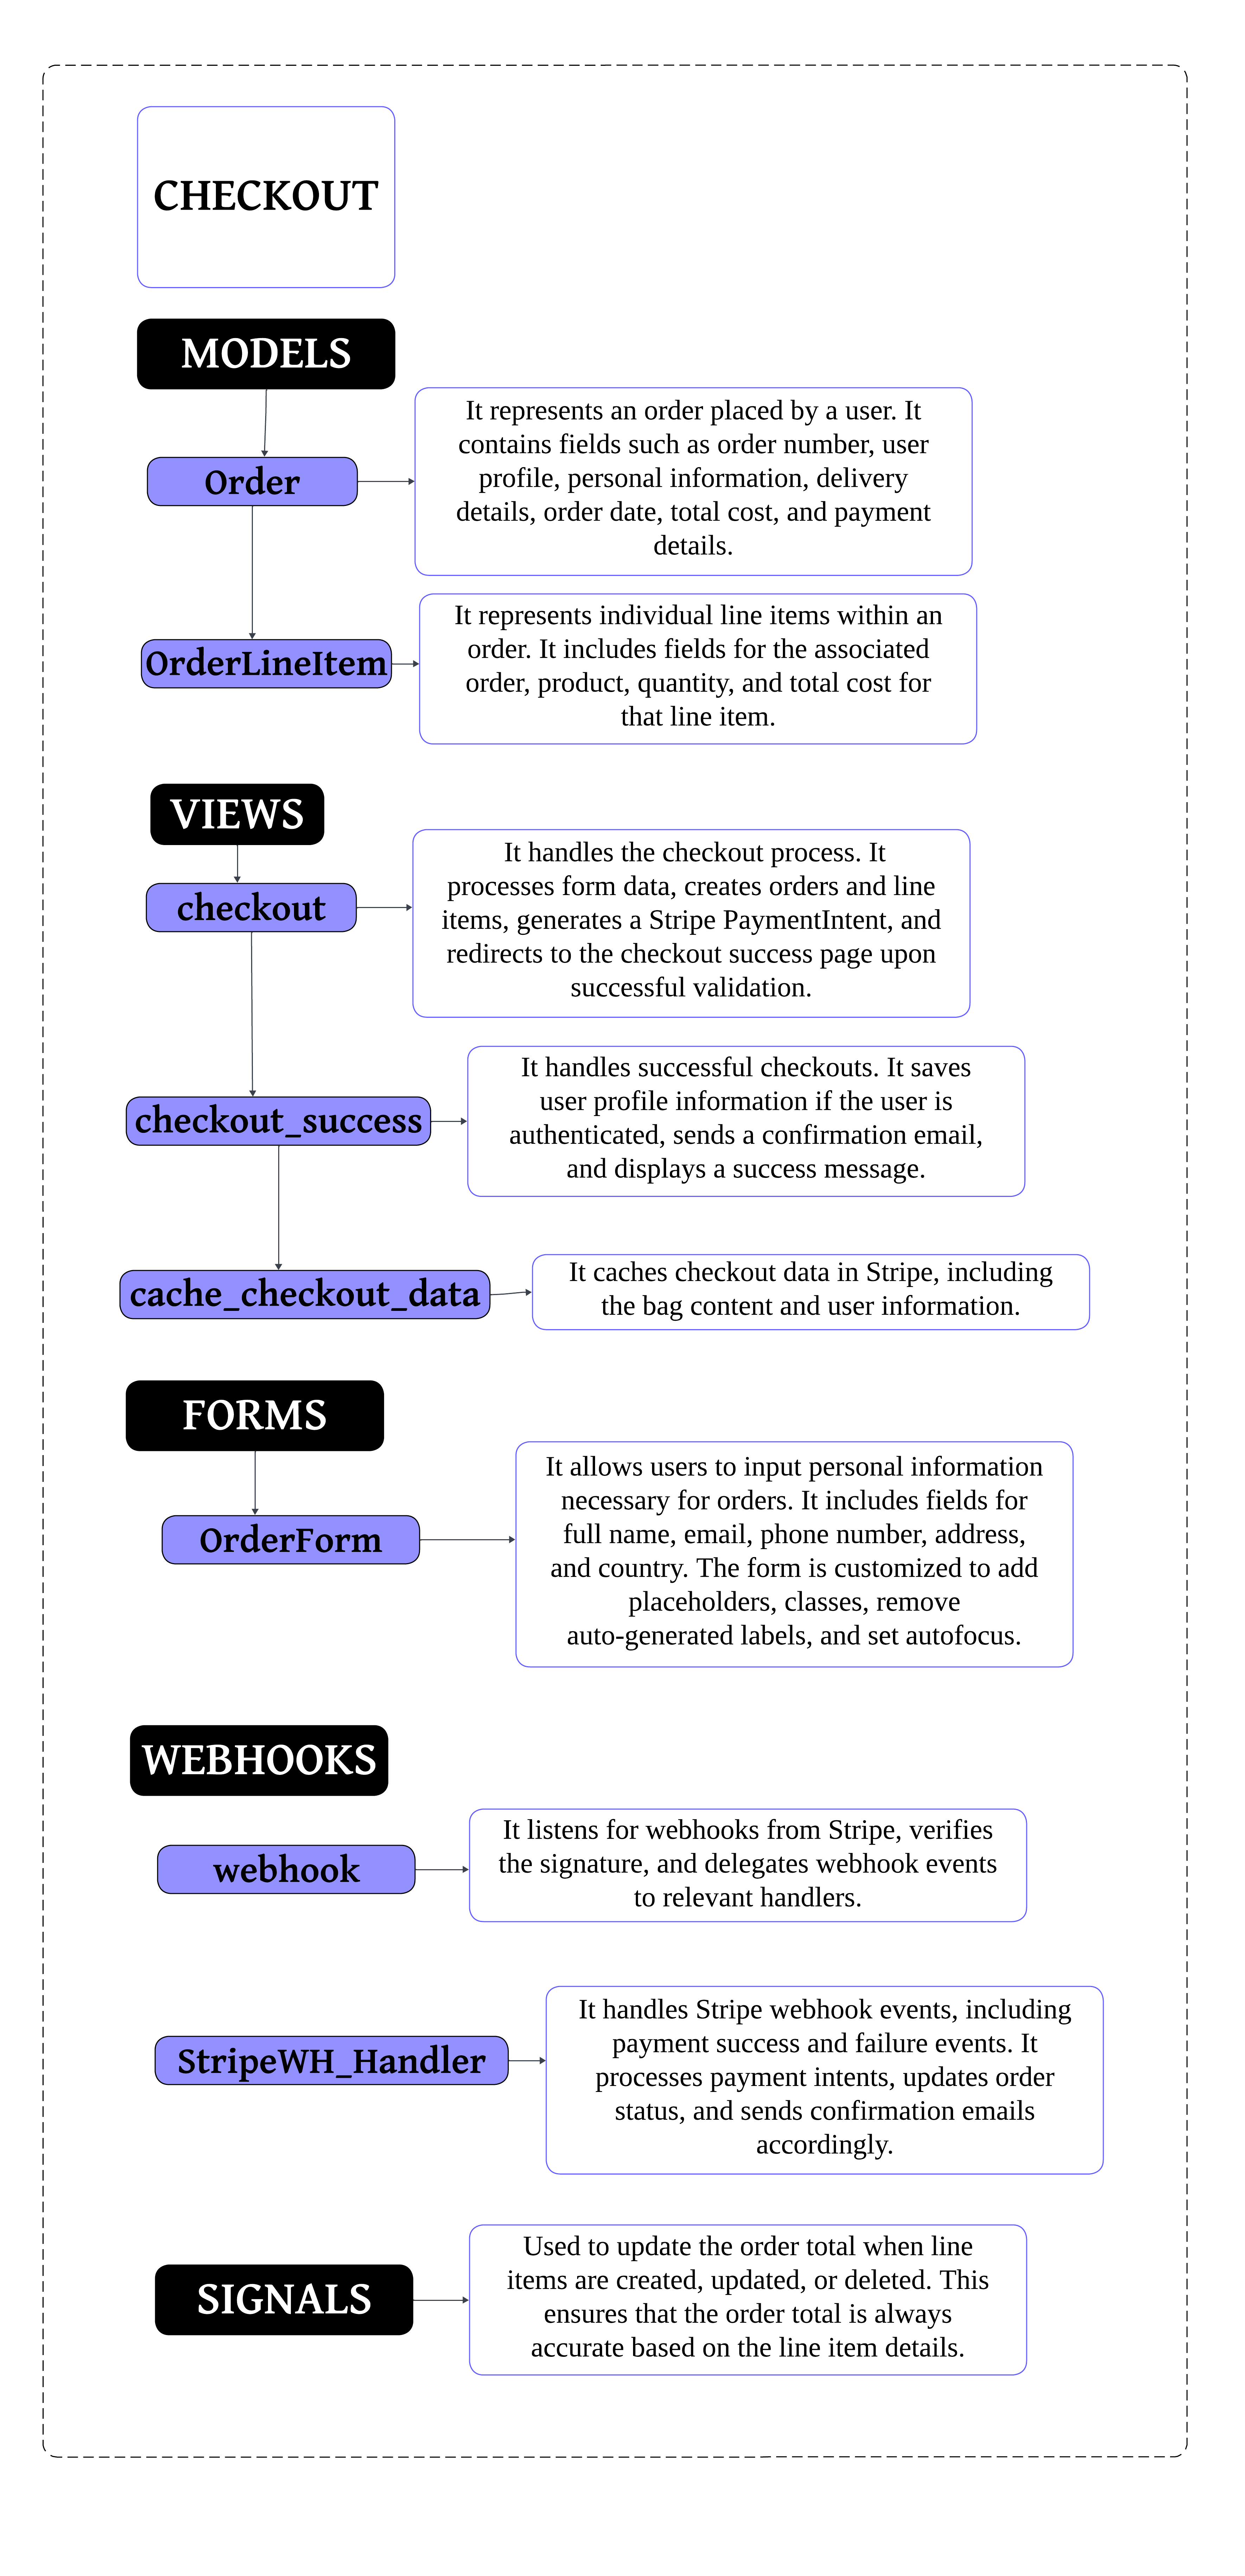 CHECKOUT
MODELS
Order
It represents an order placed by a user. It
contains fields such as order number, user
profile, personal information, delivery
details, order date, total cost, and payment
details.
OrderLineItem
It represents individual line items within an
order. It includes fields for the associated
order, product, quantity, and total cost for
that line item.
VIEWS
checkout
It handles the checkout process. It
processes form data, creates orders and line
items, generates a Stripe PaymentIntent, and
redirects to the checkout success page upon
successful validation.
checkout_success
It handles successful checkouts. It saves
user profile information if the user is
authenticated, sends a confirmation email,
and displays a success message.
cache_checkout_data
It caches checkout data in Stripe, including
the bag content and user information.
FORMS
OrderForm
It allows users to input personal information
necessary for orders. It includes fields for
full name, email, phone number, address,
and country. The form is customized to add
placeholders, classes, remove
auto-generated labels, and set autofocus.
WEBHOOKS
webhook
It listens for webhooks from Stripe, verifies
the signature, and delegates webhook events
to relevant handlers.
StripeWH_Handler
It handles Stripe webhook events, including
payment success and failure events. It
processes payment intents, updates order
status, and sends confirmation emails
accordingly.
SIGNALS
Used to update the order total when line
items are created, updated, or deleted. This
ensures that the order total is always
accurate based on the line item details.